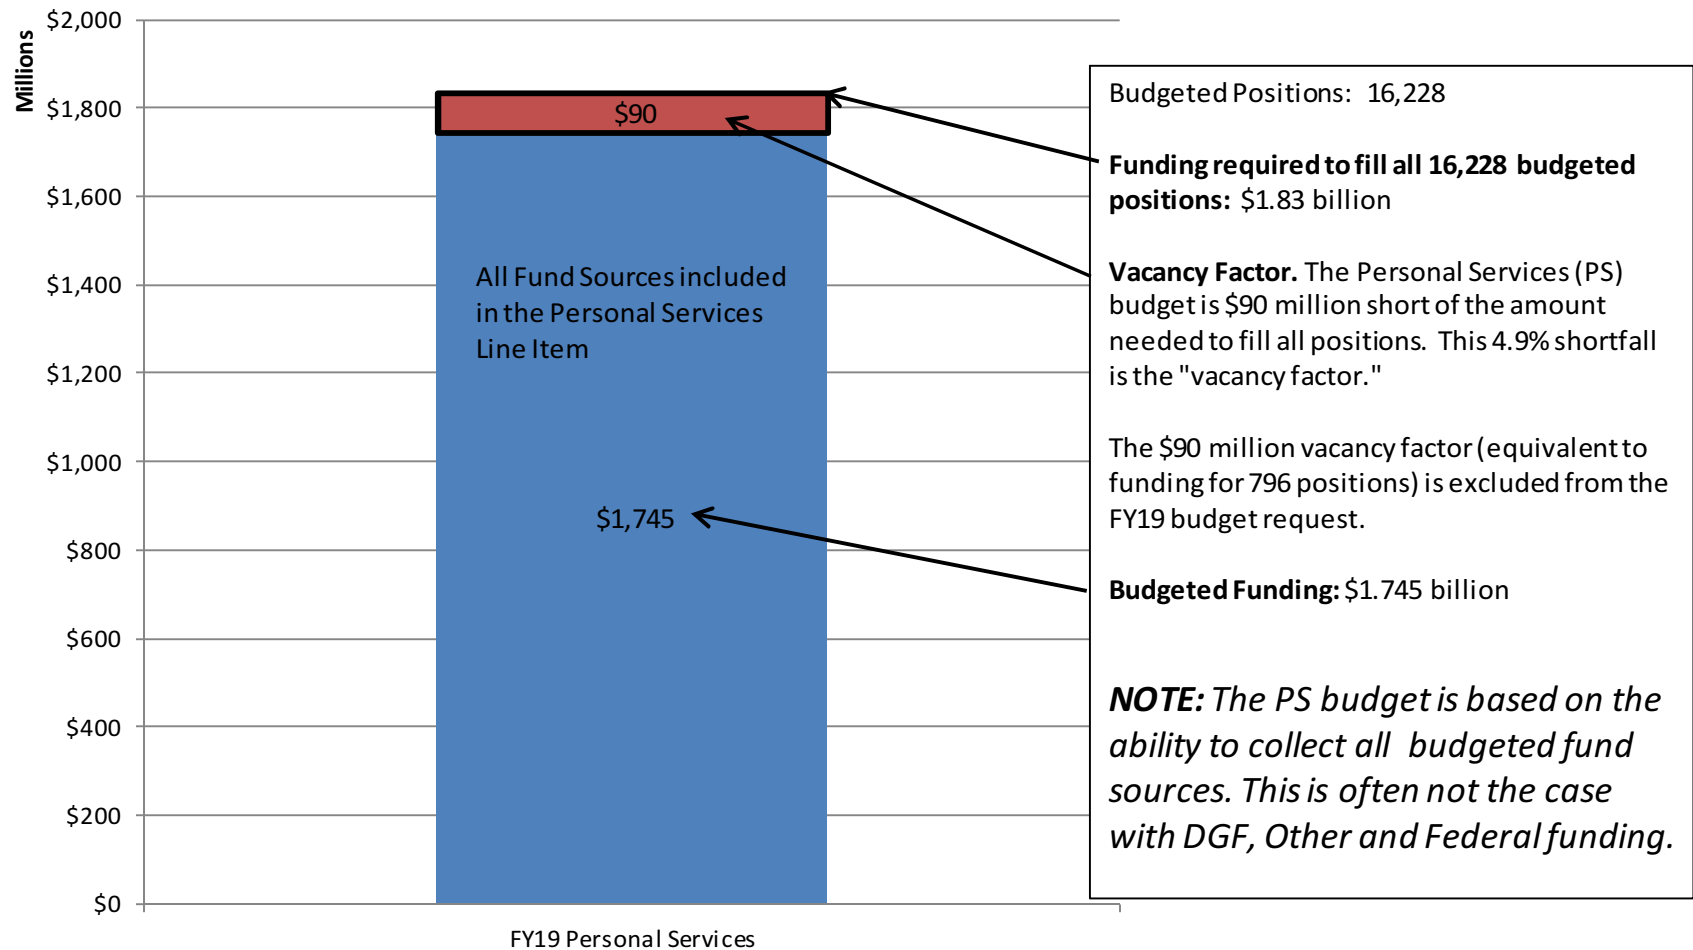 Millions
$2,000
$1,800
$1,600
$1,400
$1,200
$1,000
$800
$600
$400
$200
$0
$90
All Fund Sources included
in the Personal Services
Line Item
$1,745
FY19 Personal Services
Budgeted Positions: 16,228
Funding required to fill all 16,228 budgeted
positions: $1.83 billion
Vacancy Factor. The Personal Services (PS)
budget is $90 million short of the amount
needed to fill all positions. This 4.9% shortfall
is the "vacancy factor."
The $90 million vacancy factor (equivalent to
funding for 796 positions) is excluded from the
FY19 budget request.
Budgeted Funding: $1.745 billion
NOTE: The PS budget is based on the
ability to collect all budgeted fund
sources. This is often not the case
with DGF, Other and Federal funding.